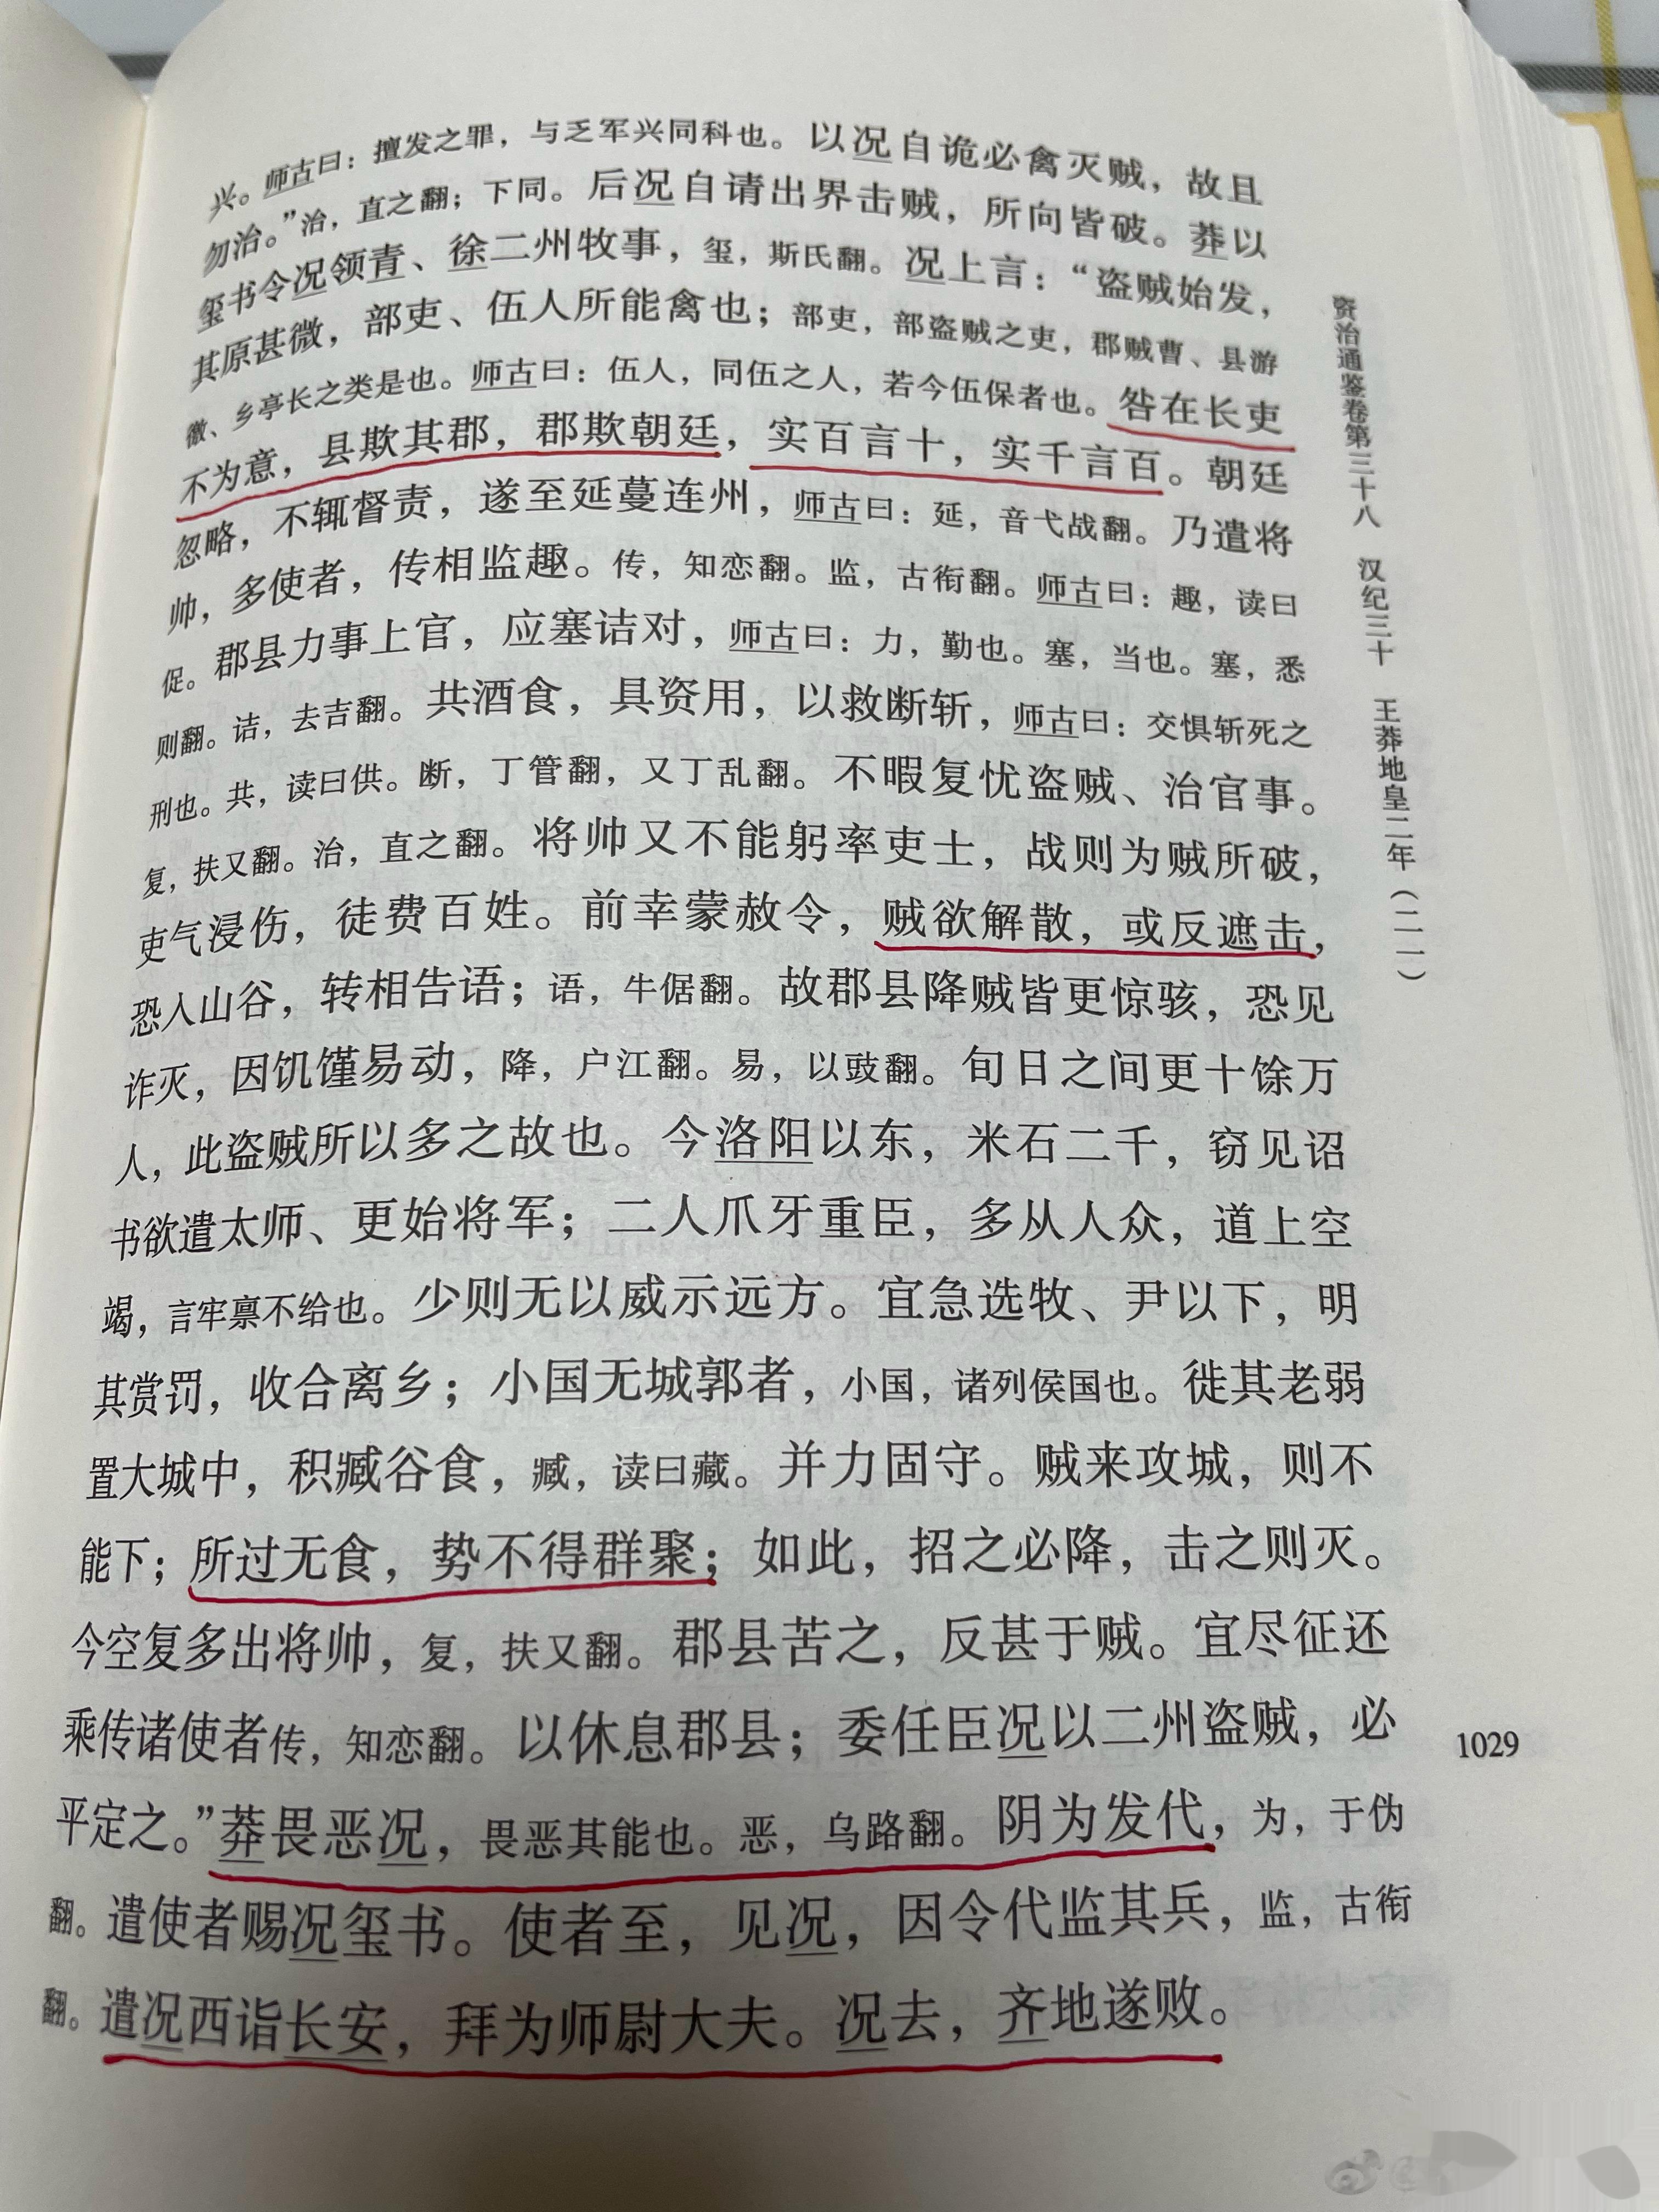 兴。师古曰：擅发之罪，与乏军兴同科也。以况自诡必禽灭贼，故且
勿治。”治，直之翻；下同。后况自请出界击贼，所向皆破。莽以
玺书令况领青、徐二州牧事，玺，斯氏翻。况上言：“盗贼始发，
其原甚微，部吏、伍人所能禽也；部吏，部盗贼之吏，郡贼曹、县游
徼、乡亭长之类是也。师古曰：伍人，同伍之人，若今伍保者也。咎在长吏
不为意，县欺其郡，郡欺朝廷，实百言十，实千言百。朝廷
忽略，不辄督责，遂至延蔓连州，师古曰：延，音弋战翻。乃遣将
帅，多使者，传相监趣。传，知恋翻。监，古衔翻。师古曰：趣，读曰
促。郡县力事上官，应塞诘对，师古曰：力，勤也。塞，当也。塞，悉
则翻。诘，去吉翻。共酒食，具资用，以救断斩，师古曰：交惧斩死之
刑也。共，读曰供。断，丁管翻，又丁乱翻。不暇复忧盗贼、治官事。
复，扶又翻。治，直之翻。将帅又不能躬率吏士，战则为贼所破，
吏气浸伤，徒费百姓。前幸蒙赦令，贼欲解散，或反遮击，
恐入山谷，转相告语；语，牛倨翻。故郡县降贼皆更惊骇，恐见
诈灭，因饥馑易动，降，户江翻。易，以豉翻。旬日之间更十馀万
人，此盗贼所以多之故也。今洛阳以东，米石二千，窃见诏
书欲遣太师、更始将军；二人爪牙重臣，多从人众，道上空
竭，言牢禀不给也。少则无以威示远方。宜急选牧、尹以下，明
其赏罚，收合离乡；小国无城郭者，小国，诸列侯国也。徙其老弱
置大城中，积臧谷食，臧，读曰藏。并力固守。贼来攻城，则不
能下；所过无食，势不得群聚；如此，招之必降，击之则灭。
今空复多出将帅，复，扶又翻。郡县苦之，反甚于贼。宜尽征还
乘传诸使者传，知恋翻。以休息郡县；委任臣况以二州盗贼，必
平定之。”莽畏恶况，畏恶其能也。恶，乌路翻。阴为发代，为，于伪
翻。遣使者赐况玺书。使者至，见况，因令代监其兵，监，古衔
翻。遣况西诣长安，拜为师尉大夫。况去，齐地遂败。
资治通鉴卷第三十八 汉纪三十 王莽地皇二年（二一）
1029